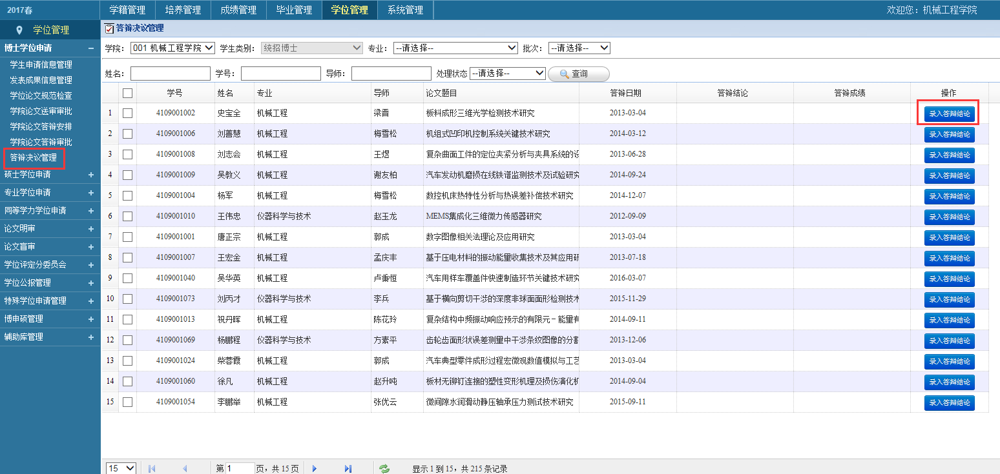 2017春 学籍管理 培养管理 成绩管理 毕业管理 学位管理 系统管理 欢迎您：机械工程学院
学位管理
博士学位申请
学生申请信息管理
发表成果信息管理
学位论文规范检查
学院论文送审审批
学院论文答辩安排
学院论文答辩审批
答辩决议管理
硕士学位申请
专业学位申请
同等学力学位申请
论文明审
论文盲审
学位评定分委员会
学位公报管理
特殊学位申请管理
博申硕管理
辅助库管理
答辩决议管理
学院： 001 机械工程学院 学生类别： 统招博士 专业： --请选择-- 批次： --请选择--
姓名： 学号： 导师： 处理状态 --请选择-- 查询
学号 姓名 专业 导师 论文题目 答辩日期 答辩结论 答辩成绩 操作
1 4109001002 史宝全 机械工程 梁晋 板料成形三维光学检测技术研究 2013-03-04 录入答辩结论
2 4109001006 刘善慧 机械工程 梅雪松 机组式凹印机控制系统关键技术研究 2014-03-12 录入答辩结论
3 4109001008 刘志会 机械工程 王煜 复杂曲面工件的定位夹紧分析与夹具系统的设 2013-06-28 录入答辩结论
4 4109001009 吴教义 机械工程 谢友柏 汽车发动机磨损在线铁谱监测技术及试验研究 2014-09-24 录入答辩结论
5 4109001004 杨军 机械工程 梅雪松 数控机床热特性分析与热误差补偿技术研究 2014-12-07 录入答辩结论
6 4109001010 王伟忠 仪器科学与技术 赵玉龙 MEMS集成化三维微力传感器研究 2012-09-09 录入答辩结论
7 4109001001 唐正宗 机械工程 郭成 数字图像相关法理论及应用研究 2013-03-04 录入答辩结论
8 4109001007 王宏金 机械工程 孟庆丰 基于压电材料的振动能量收集技术及其应用研 2013-07-18 录入答辩结论
9 4109001040 吴华英 机械工程 卢秉恒 汽车用样车覆盖件快速制造环节关键技术研究 2016-03-07 录入答辩结论
10 4109001073 刘丙才 仪器科学与技术 李兵 基于横向剪切干涉的深度非球面面形检测技术 2015-11-29 录入答辩结论
11 4109001013 祝丹晖 机械工程 陈花玲 复杂结构中频振动响应预示的有限元－能量有 2014-09-11 录入答辩结论
12 4109001069 杨鹏程 仪器科学与技术 方素平 齿轮齿面形状误差测量中干涉条纹图像的分割 2013-12-06 录入答辩结论
13 4109001024 柴蓉霞 机械工程 郭成 汽车典型零件成形过程宏微观数值模拟与工艺 2013-03-04 录入答辩结论
14 4109001060 徐凡 机械工程 赵升吨 板材无铆钉连接的塑性变形机理及损伤演化机 2014-09-04 录入答辩结论
15 4109001054 李鹏举 机械工程 张优云 微间隙水润滑动静压轴承压力测试技术研究 2015-09-11 录入答辩结论
15 第 1 页，共 15 页 显示 1 到 15，共 215 条记录